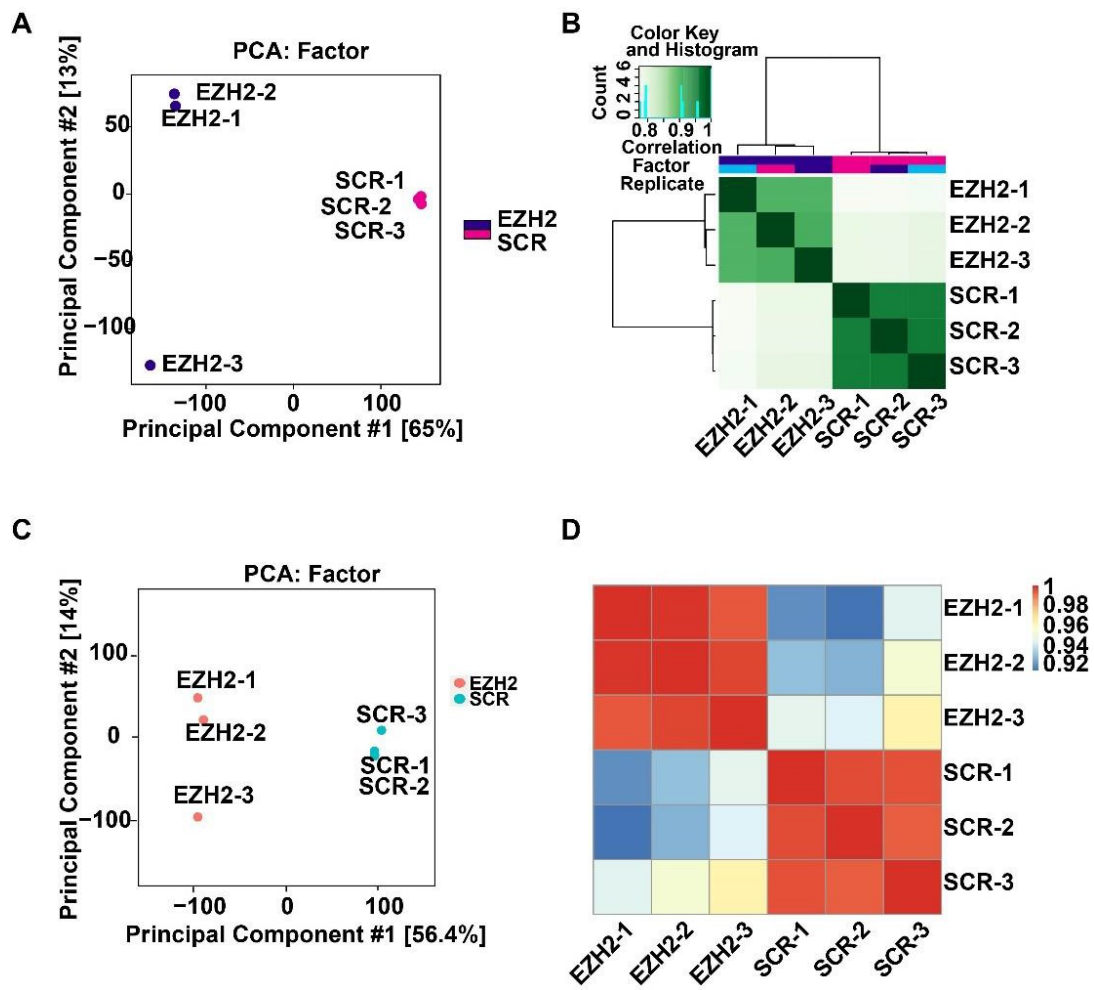 A
PCA: Factor
Principal Component #2 [13%]
50
0
−50
−100
EZH2-2
EZH2-1
SCR-1
SCR-2
SCR-3
EZH2-3
EZH2
SCR
−100 0 100
Principal Component #1 [65%]
B
Color Key
and Histogram
Count
0 2 4 6
0.8 0.9 1
Correlation
Factor
Replicate
EZH2-1
EZH2-2
EZH2-3
SCR-1
SCR-2
SCR-3
EZH2-1
EZH2-2
EZH2-3
SCR-1
SCR-2
SCR-3
C
PCA: Factor
Principal Component #2 [14%]
100
0
−100
EZH2-1
EZH2-2
EZH2-3
SCR-3
SCR-1
SCR-2
EZH2
SCR
−100 0 100
Principal Component #1 [56.4%]
D
EZH2-1
EZH2-2
EZH2-3
SCR-1
SCR-2
SCR-3
1
0.98
0.96
0.94
0.92
EZH2-1
EZH2-2
EZH2-3
SCR-1
SCR-2
SCR-3